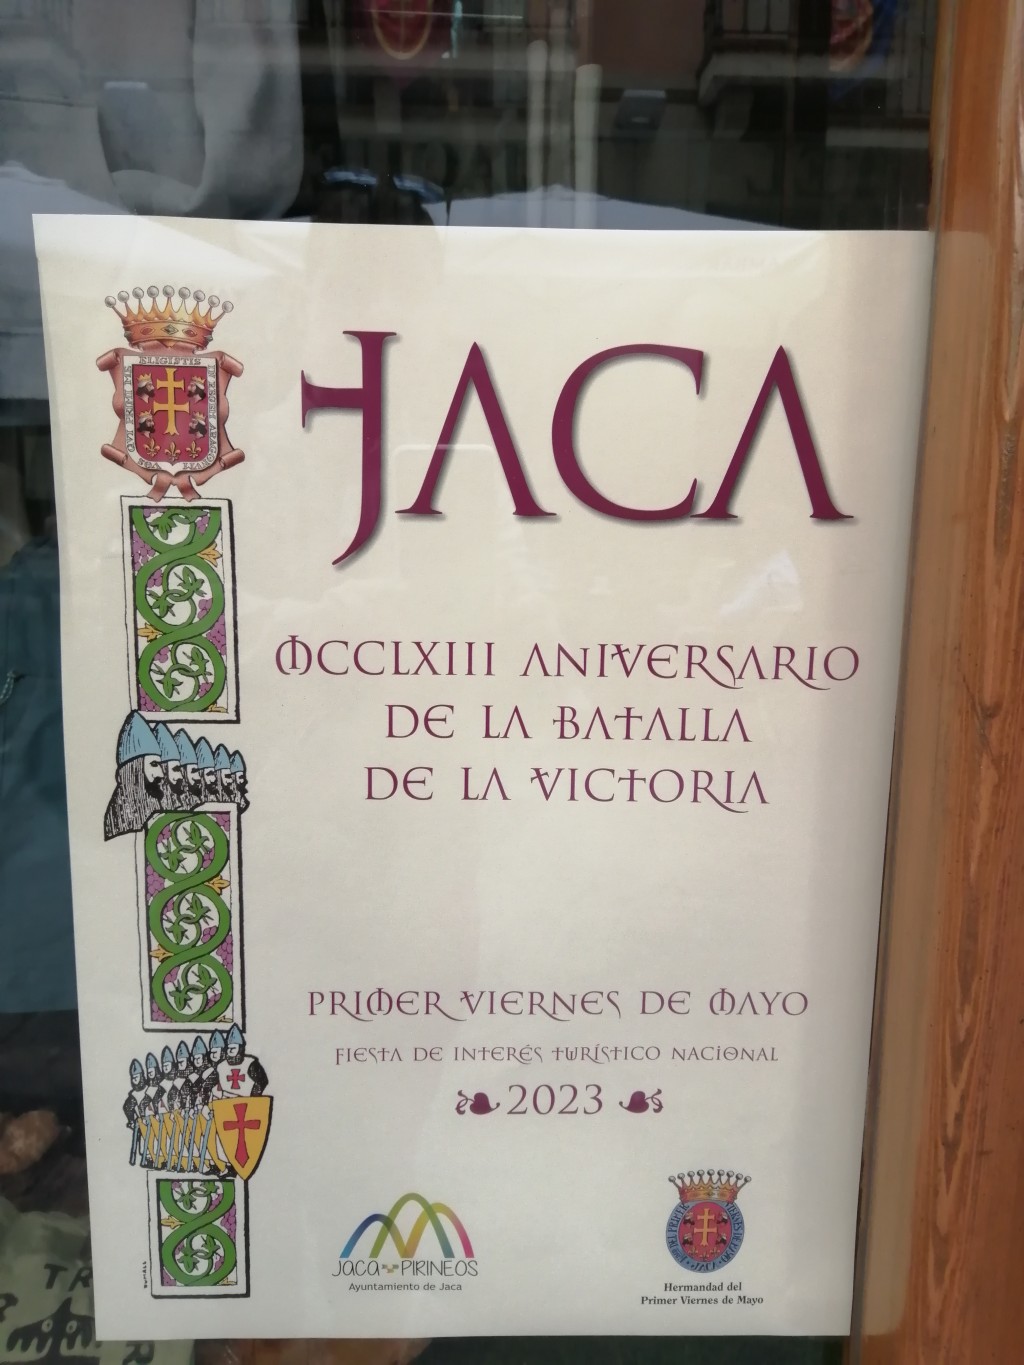 JACA
MCCLXIII ANIVERSARIO
DE LA BATALLA
DE LA VICTORIA
PRIMER VIERNES DE MAYO
FIESTA DE INTERÉS TURÍSTICO NACIONAL
2023
JACA PIRINEOS
Ayuntamiento de Jaca
Hermandad del
Primer Viernes de Mayo